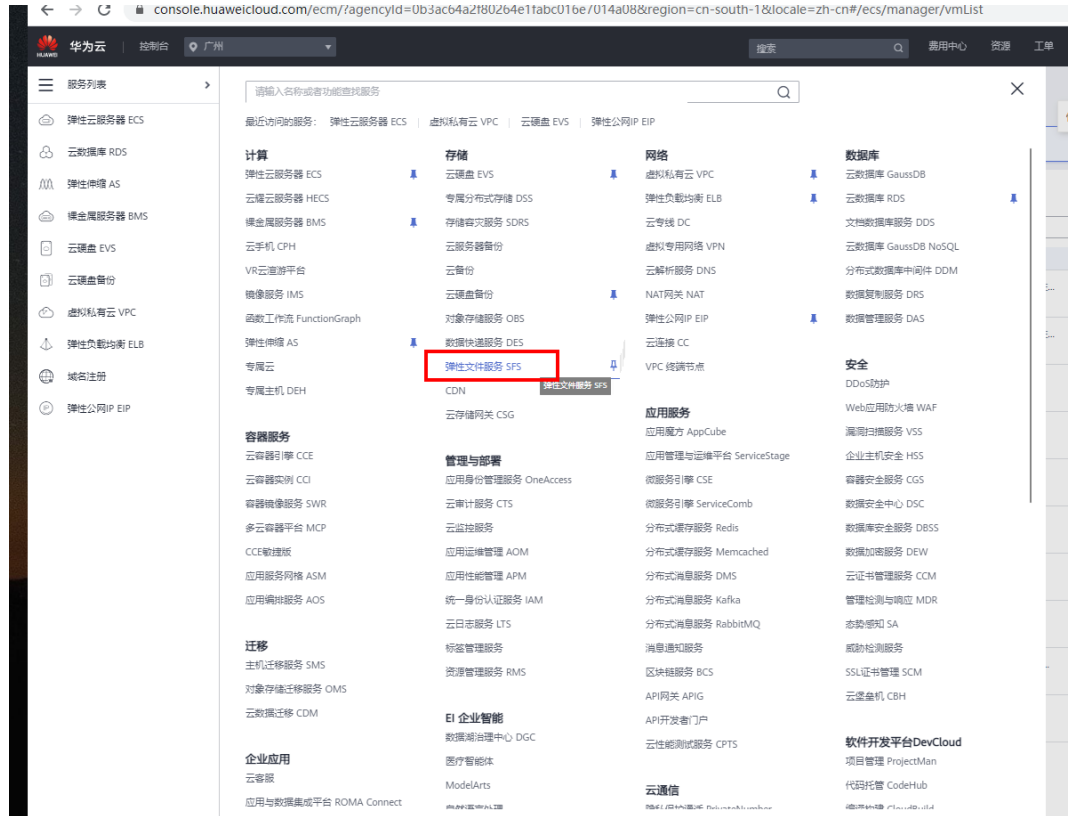 console.huaweicloud.com/ecm/?agencyId=0b3ac64a2f80264e1fabc016e7014a08&region=cn-south-1&locale=zh-cn#/ecs/manager/vmList
HUAWEI 华为云 控制台 广州 搜索 费用中心 资源 工单
服务列表
弹性云服务器 ECS
云数据库 RDS
弹性伸缩 AS
裸金属服务器 BMS
云硬盘 EVS
云硬盘备份
虚拟私有云 VPC
弹性负载均衡 ELB
域名注册
弹性公网IP EIP
请输入名称或者功能查找服务
最近访问的服务： 弹性云服务器 ECS 虚拟私有云 VPC 云硬盘 EVS 弹性公网IP EIP
计算
弹性云服务器 ECS
云耀云服务器 HECS
裸金属服务器 BMS
云手机 CPH
VR云渲游平台
镜像服务 IMS
函数工作流 FunctionGraph
弹性伸缩 AS
专属云
专属主机 DEH
容器服务
云容器引擎 CCE
云容器实例 CCI
容器镜像服务 SWR
多云容器平台 MCP
CCE敏捷版
应用服务网格 ASM
应用编排服务 AOS
迁移
主机迁移服务 SMS
对象存储迁移服务 OMS
云数据迁移 CDM
企业应用
云客服
应用与数据集成平台 ROMA Connect
存储
云硬盘 EVS
专属分布式存储 DSS
存储容灾服务 SDRS
云服务器备份
云备份
云硬盘备份
对象存储服务 OBS
数据快递服务 DES
弹性文件服务 SFS
弹性文件服务 SFS
CDN
云存储网关 CSG
管理与部署
应用身份管理服务 OneAccess
云审计服务 CTS
云监控服务
应用运维管理 AOM
应用性能管理 APM
统一身份认证服务 IAM
云日志服务 LTS
标签管理服务
资源管理服务 RMS
EI 企业智能
数据湖治理中心 DGC
医疗智能体
ModelArts
自然语言处理
网络
虚拟私有云 VPC
弹性负载均衡 ELB
云专线 DC
虚拟专用网络 VPN
云解析服务 DNS
NAT网关 NAT
弹性公网IP EIP
云连接 CC
VPC 终端节点
应用服务
应用魔方 AppCube
应用管理与运维平台 ServiceStage
微服务引擎 CSE
微服务引擎 ServiceComb
分布式缓存服务 Redis
分布式缓存服务 Memcached
分布式消息服务 DMS
分布式消息服务 Kafka
分布式消息服务 RabbitMQ
消息通知服务
区块链服务 BCS
API网关 APIG
API开发者门户
云性能测试服务 CPTS
云通信
隐私保护通话 PrivateNumber
数据库
云数据库 GaussDB
云数据库 RDS
文档数据库服务 DDS
云数据库 GaussDB NoSQL
分布式数据库中间件 DDM
数据复制服务 DRS
数据管理服务 DAS
安全
DDoS防护
Web应用防火墙 WAF
漏洞扫描服务 VSS
企业主机安全 HSS
容器安全服务 CGS
数据安全中心 DSC
数据库安全服务 DBSS
数据加密服务 DEW
云证书管理服务 CCM
管理检测与响应 MDR
态势感知 SA
威胁检测服务
SSL证书管理 SCM
云堡垒机 CBH
软件开发平台DevCloud
项目管理 ProjectMan
代码托管 CodeHub
编译构建 CloudBuild